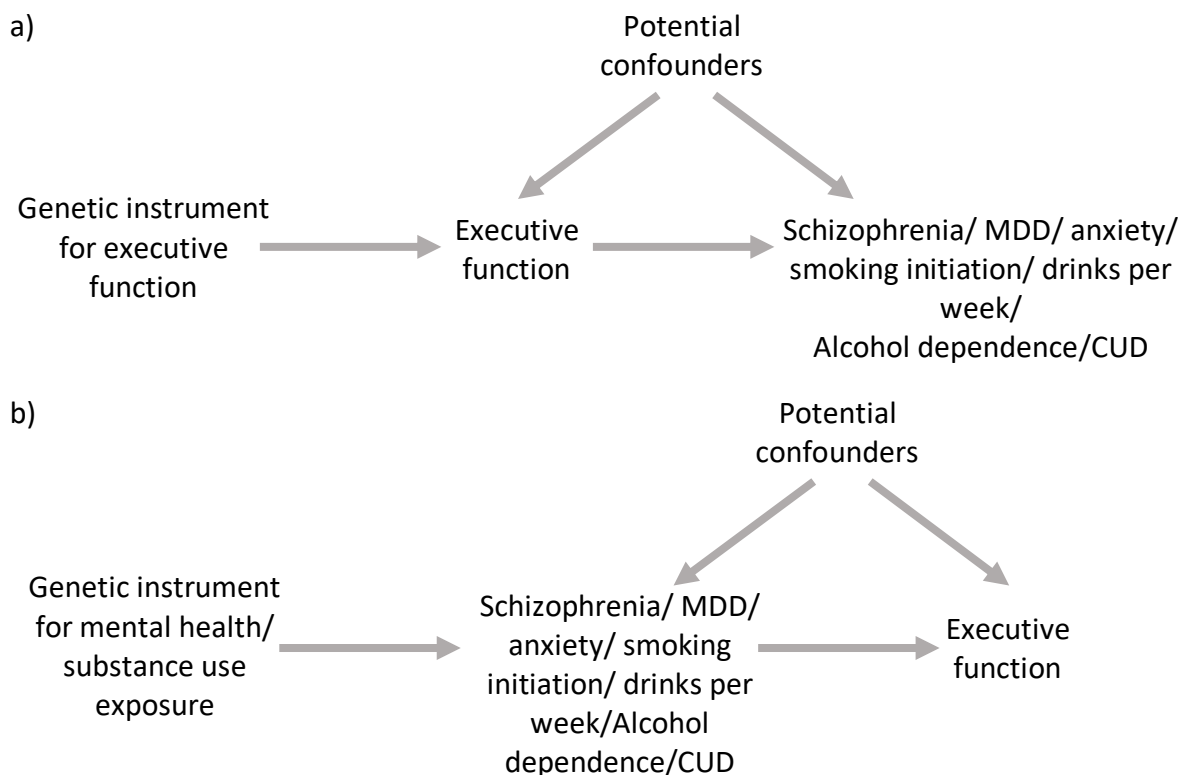 a)
Potential
confounders
Genetic instrument
for executive
function
Executive
function
Schizophrenia/ MDD/ anxiety/
smoking initiation/ drinks per
week/
Alcohol dependence/CUD
b)
Potential
confounders
Genetic instrument
for mental health/
substance use
exposure
Schizophrenia/ MDD/
anxiety/ smoking
initiation/ drinks per
week/Alcohol
dependence/CUD
Executive
function